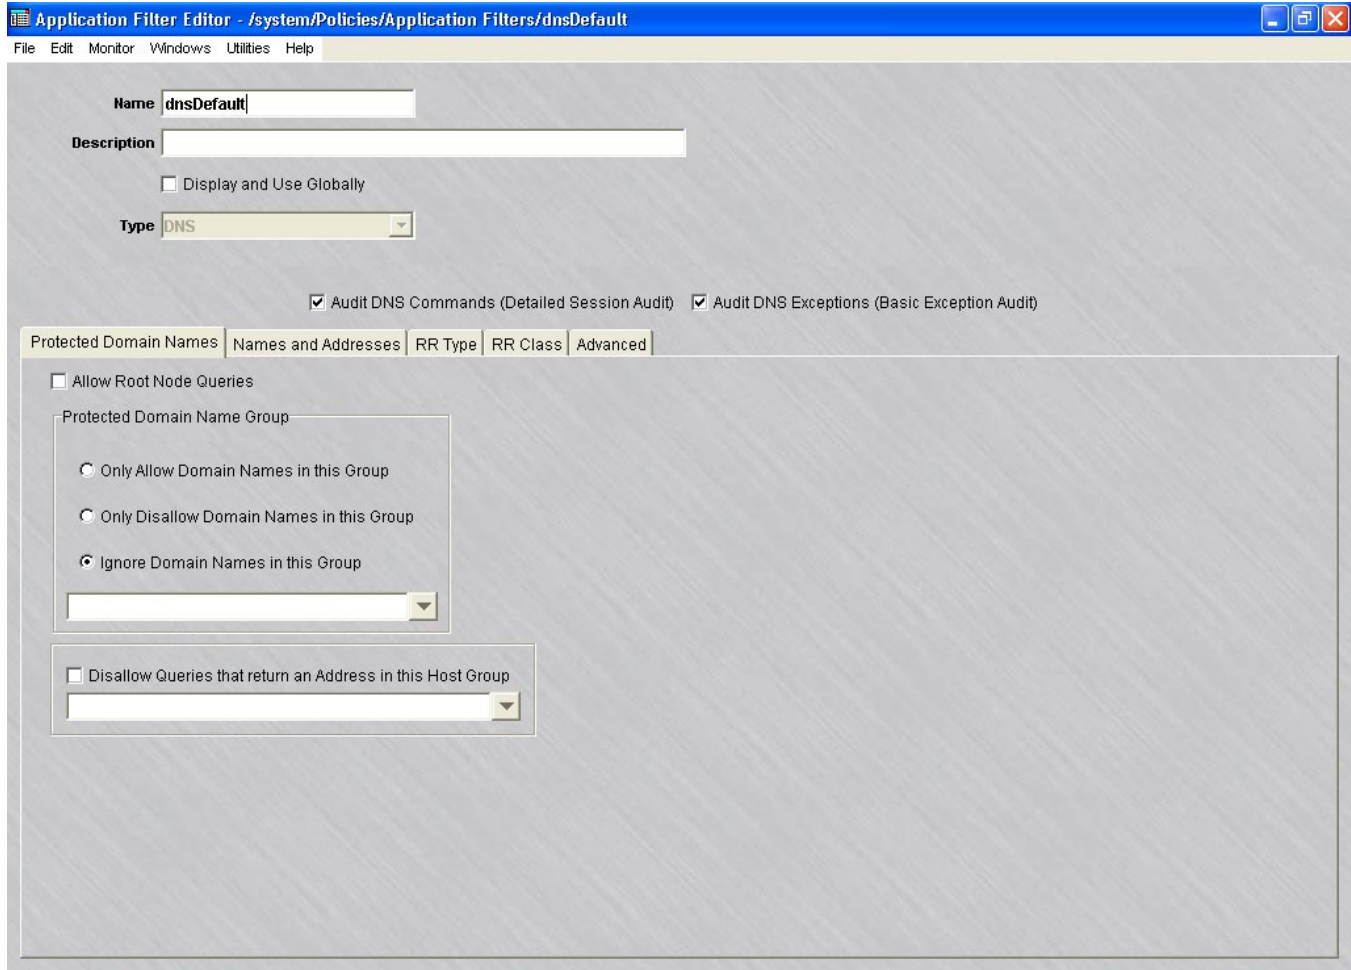 Application Filter Editor - /system/Policies/Application Filters/dnsDefault
File Edit Monitor Windows Utilities Help
Name dnsDefault
Description
Display and Use Globally
Type DNS
Audit DNS Commands (Detailed Session Audit) Audit DNS Exceptions (Basic Exception Audit)
Protected Domain Names Names and Addresses RR Type RR Class Advanced
Allow Root Node Queries
Protected Domain Name Group
Only Allow Domain Names in this Group
Only Disallow Domain Names in this Group
Ignore Domain Names in this Group
Disallow Queries that return an Address in this Host Group